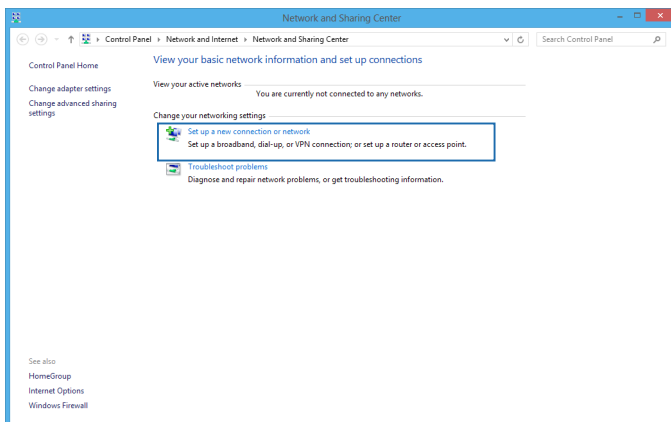 Network and Sharing Center
Control Panel Network and Internet Network and Sharing Center
Search Control Panel
Control Panel Home
Change adapter settings
Change advanced sharing
settings
View your basic network information and set up connections
View your active networks
You are currently not connected to any networks.
Change your networking settings
Set up a new connection or network
Set up a broadband, dial-up, or VPN connection; or set up a router or access point.
Troubleshoot problems
Diagnose and repair network problems, or get troubleshooting information.
See also
HomeGroup
Internet Options
Windows Firewall